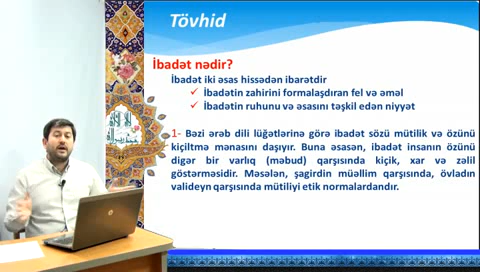 Tövhid
İbadət nədir?
İbadət iki əsas hissədən ibarətdir
✓ İbadətin zahirini formalaşdıran fel və əməl
✓ İbadətin ruhunu və əsasını təşkil edən niyyət
1- Bəzi ərəb dili lüğətlərinə görə ibadət sözü mütilik və özünü
kiçiltmə mənasını daşıyır. Buna əsasən, ibadət insanın özünü
digər bir varlıq (məbud) qarşısında kiçik, xar və zəlil
göstərməsidir. Məsələn, şagirdin müəllim qarşısında, övladın
valideyn qarşısında mütiliyi etik normalardandır.